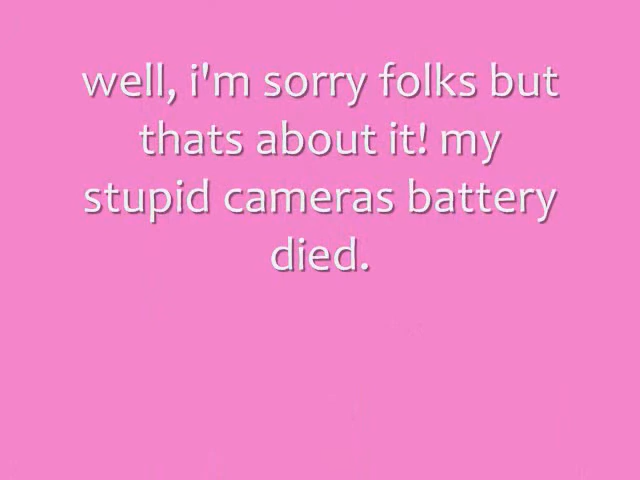 well, i'm sorry folks but
thats about it! my
stupid cameras battery
died.